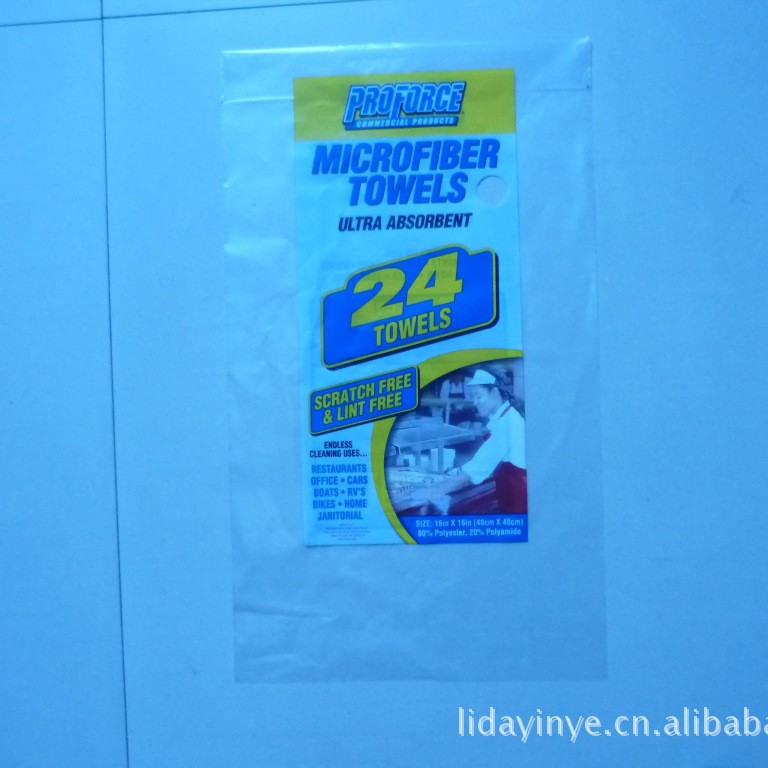 PROFORCE
COMMERCIAL PRODUCTS
MICROFIBER
TOWELS
ULTRA ABSORBENT
24
TOWELS
SCRATCH FREE
& LINT FREE
ENDLESS
CLEANING USES...
RESTAURANTS
OFFICE • CARS
BOATS • RV'S
BIKES • HOME
JANITORIAL
SIZE: 16in X 16in (40cm X 40cm)
80% Polyester, 20% Polyamide
lidayinye.cn.alibaba